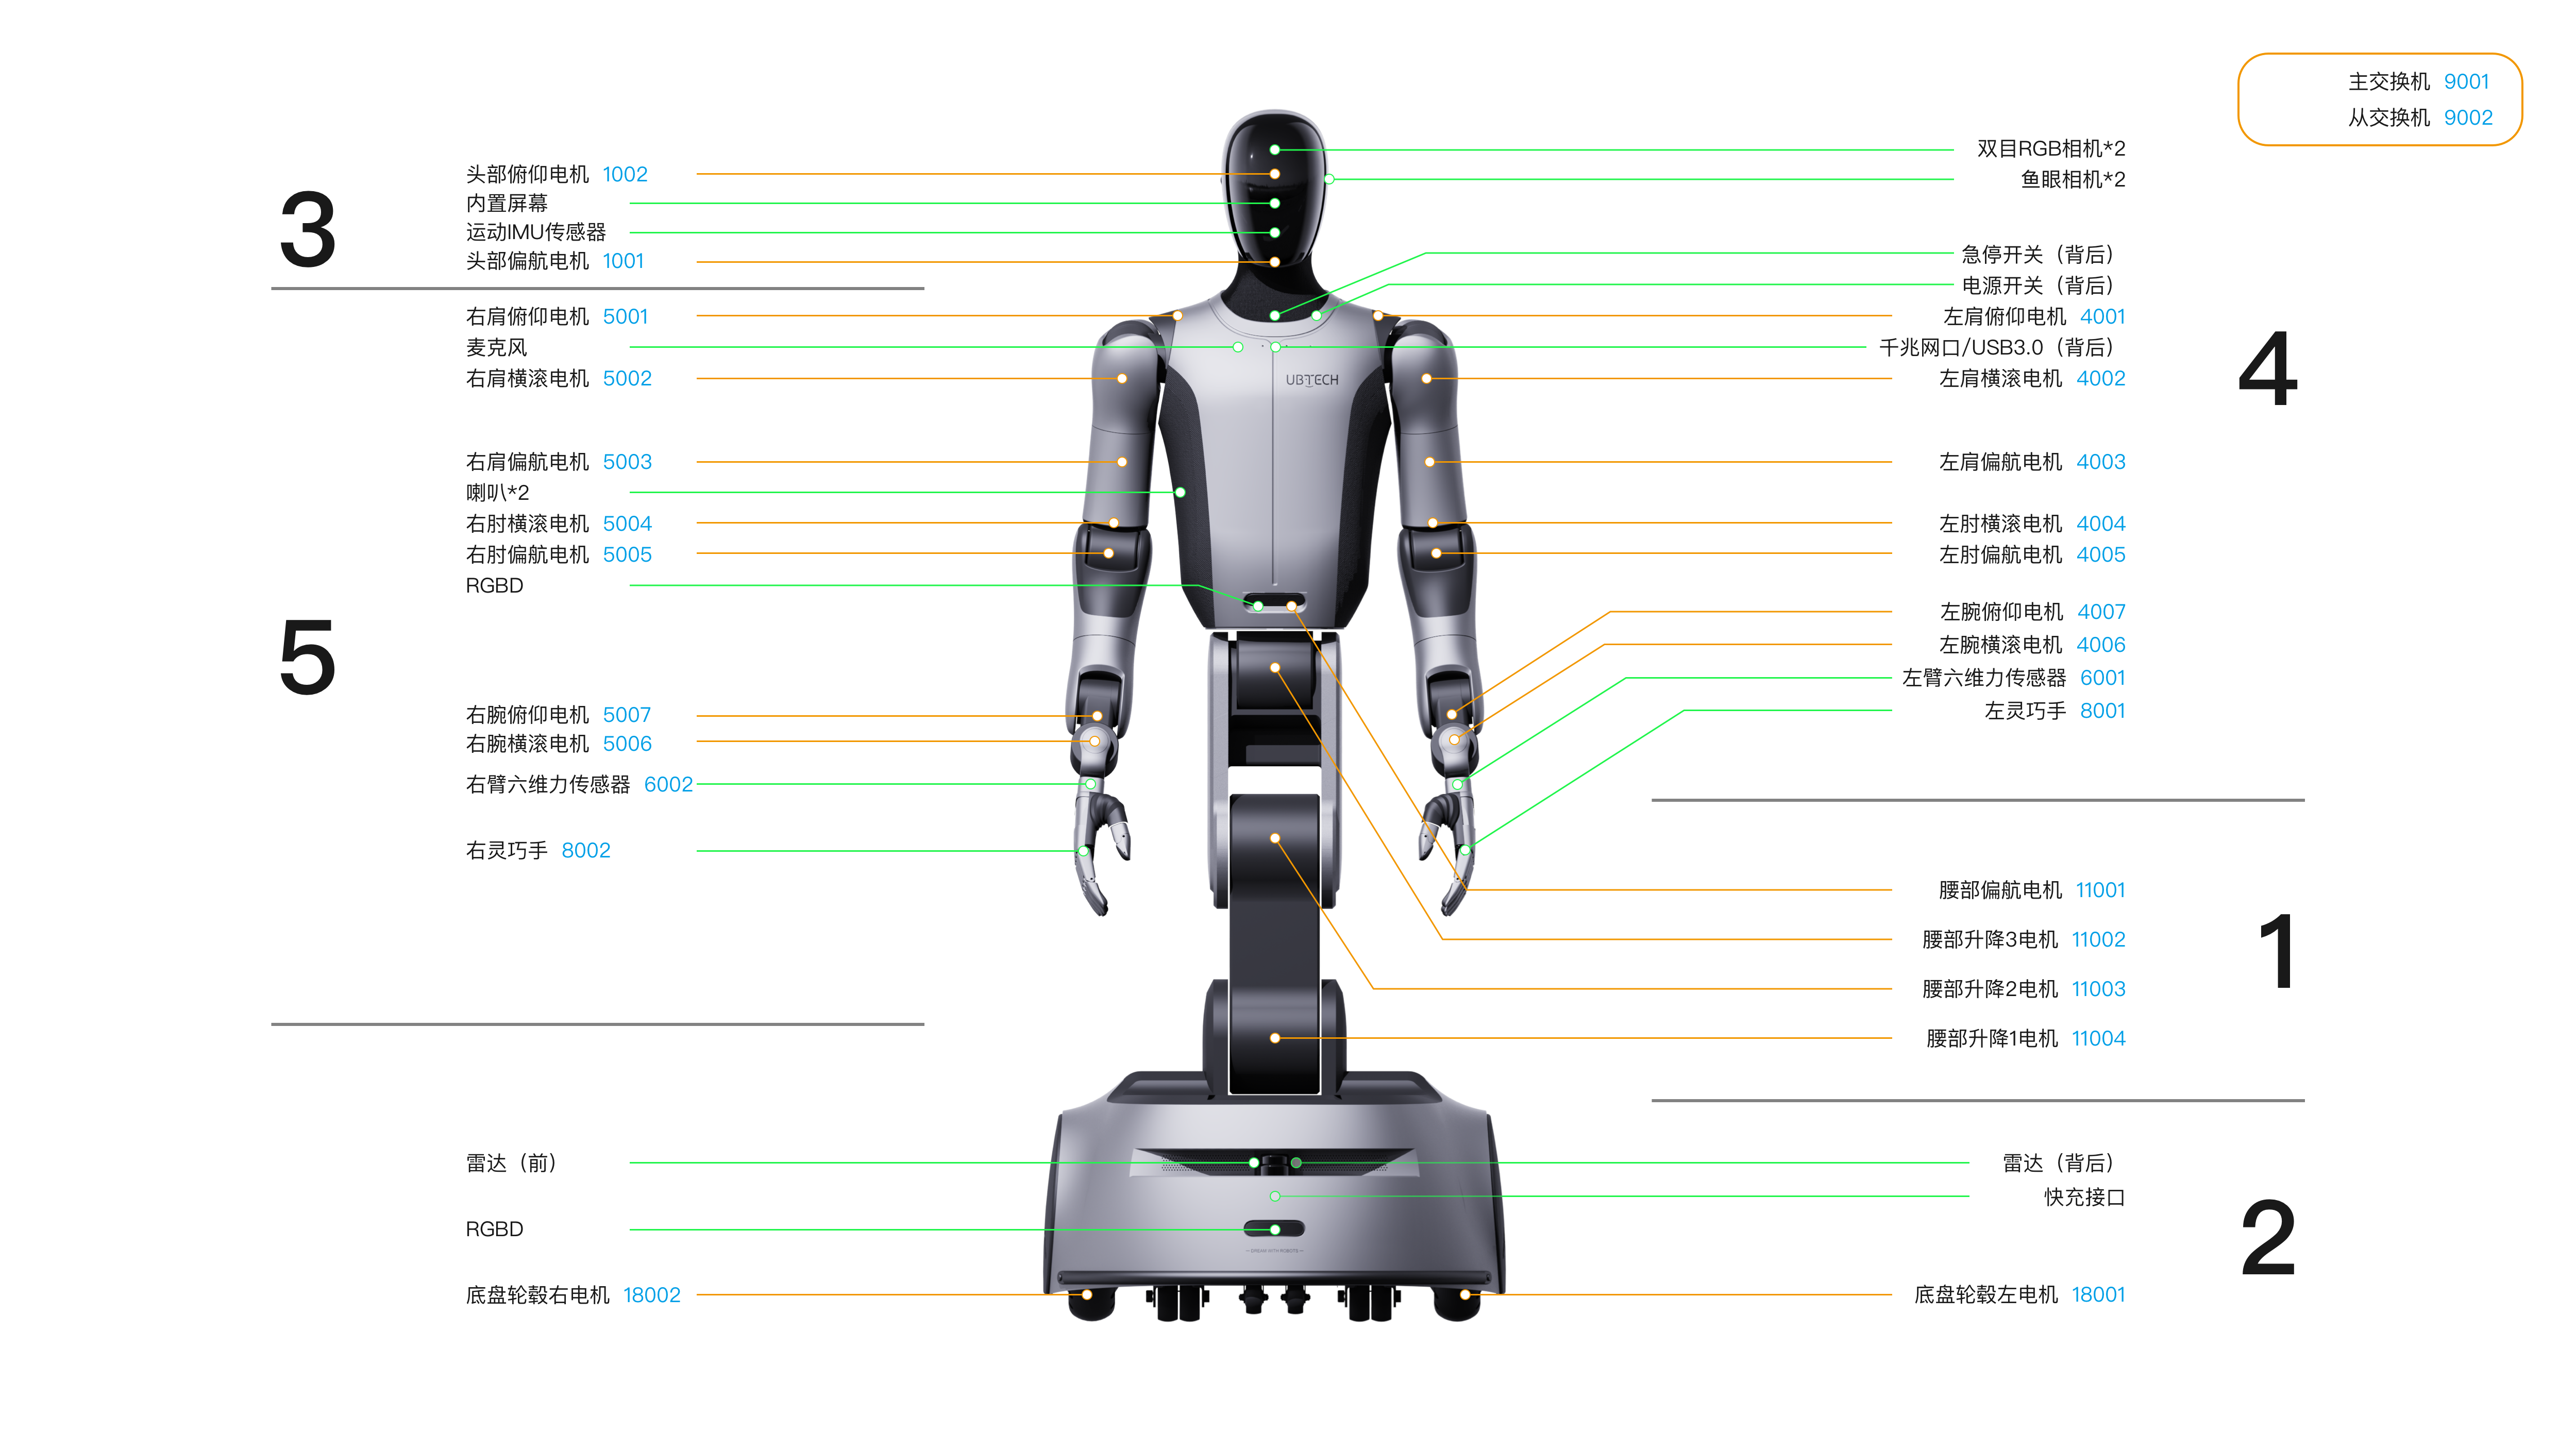 主交换机 9001
从交换机 9002
3
头部俯仰电机 1002
内置屏幕
运动IMU传感器
头部偏航电机 1001
5
右肩俯仰电机 5001
麦克风
右肩横滚电机 5002
右肩偏航电机 5003
喇叭*2
右肘横滚电机 5004
右肘偏航电机 5005
RGBD
右腕俯仰电机 5007
右腕横滚电机 5006
右臂六维力传感器 6002
右灵巧手 8002
雷达（前）
RGBD
底盘轮毂右电机 18002
UBTECH
双目RGB相机*2
鱼眼相机*2
急停开关（背后）
电源开关（背后）
4
左肩俯仰电机 4001
千兆网口/USB3.0（背后）
左肩横滚电机 4002
左肩偏航电机 4003
左肘横滚电机 4004
左肘偏航电机 4005
左腕俯仰电机 4007
左腕横滚电机 4006
左臂六维力传感器 6001
左灵巧手 8001
1
腰部偏航电机 11001
腰部升降3电机 11002
腰部升降2电机 11003
腰部升降1电机 11004
2
雷达（背后）
快充接口
底盘轮毂左电机 18001